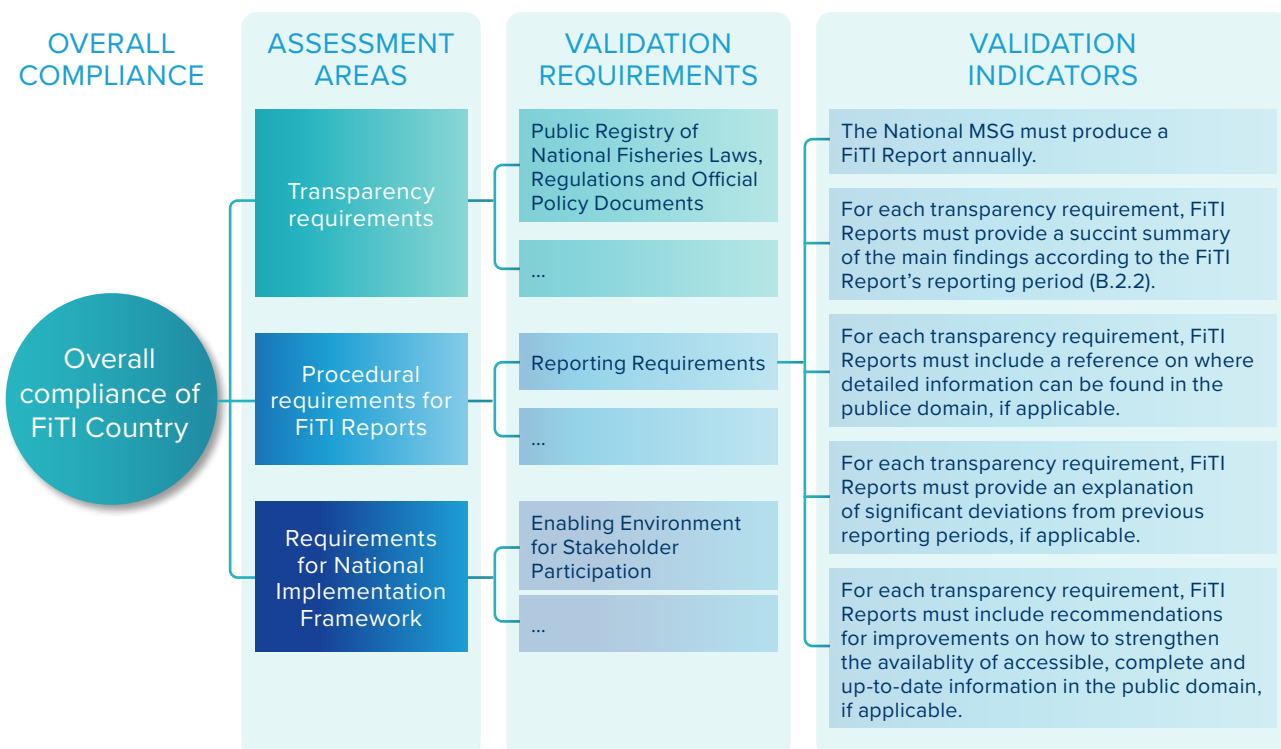 OVERALL
COMPLIANCE
ASSESSMENT
AREAS
VALIDATION
REQUIREMENTS
VALIDATION
INDICATORS
Overall
compliance of
FiTI Country
Transparency
requirements
Procedural
requirements for
FiTI Reports
Requirements
for National
Implementation
Framework
Public Registry of
National Fisheries Laws,
Regulations and Official
Policy Documents
...
Reporting Requirements
...
Enabling Environment
for Stakeholder
Participation
...
The National MSG must produce a
FiTI Report annually.
For each transparency requirement, FiTI
Reports must provide a succint summary
of the main findings according to the FiTI
Report's reporting period (B.2.2).
For each transparency requirement, FiTI
Reports must include a reference on where
detailed information can be found in the
publice domain, if applicable.
For each transparency requirement, FiTI
Reports must provide an explanation
of significant deviations from previous
reporting periods, if applicable.
For each transparency requirement, FiTI
Reports must include recommendations
for improvements on how to strengthen
the availablity of accessible, complete and
up-to-date information in the public domain,
if applicable.